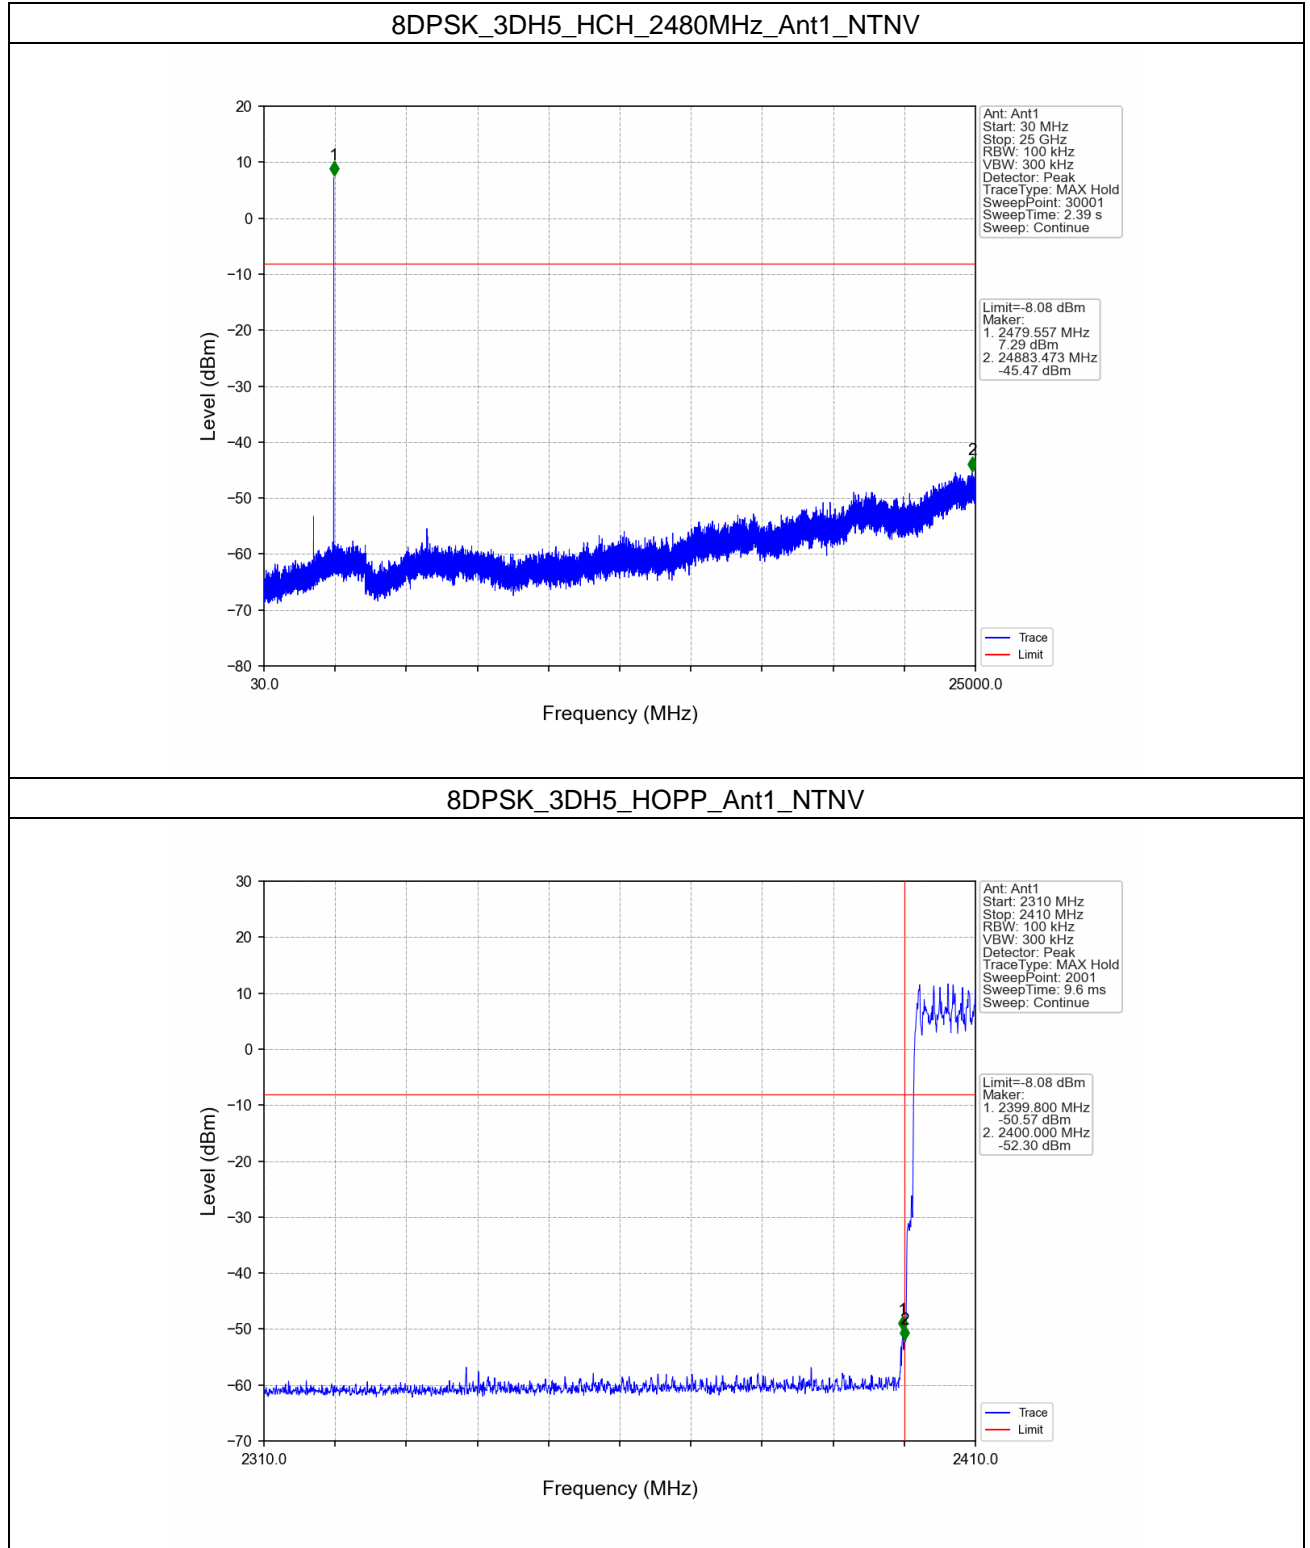 8DPSK_3DH5_HCH_2480MHz_Ant1_NTNV
20
10
0
−10
−20
−30
−40
−50
−60
−70
−80
Level (dBm)
1
2
30.0
25000.0
Frequency (MHz)
Ant: Ant1
Start: 30 MHz
Stop: 25 GHz
RBW: 100 kHz
VBW: 300 kHz
Detector: Peak
TraceType: MAX Hold
SweepPoint: 30001
SweepTime: 2.39 s
Sweep: Continue
Limit=-8.08 dBm
Maker:
1. 2479.557 MHz
7.29 dBm
2. 24883.473 MHz
-45.47 dBm
Trace
Limit
8DPSK_3DH5_HOPP_Ant1_NTNV
30
20
10
0
−10
−20
−30
−40
−50
−60
−70
Level (dBm)
1
2
2310.0
2410.0
Frequency (MHz)
Ant: Ant1
Start: 2310 MHz
Stop: 2410 MHz
RBW: 100 kHz
VBW: 300 kHz
Detector: Peak
TraceType: MAX Hold
SweepPoint: 2001
SweepTime: 9.6 ms
Sweep: Continue
Limit=-8.08 dBm
Maker:
1. 2399.800 MHz
-50.57 dBm
2. 2400.000 MHz
-52.30 dBm
Trace
Limit